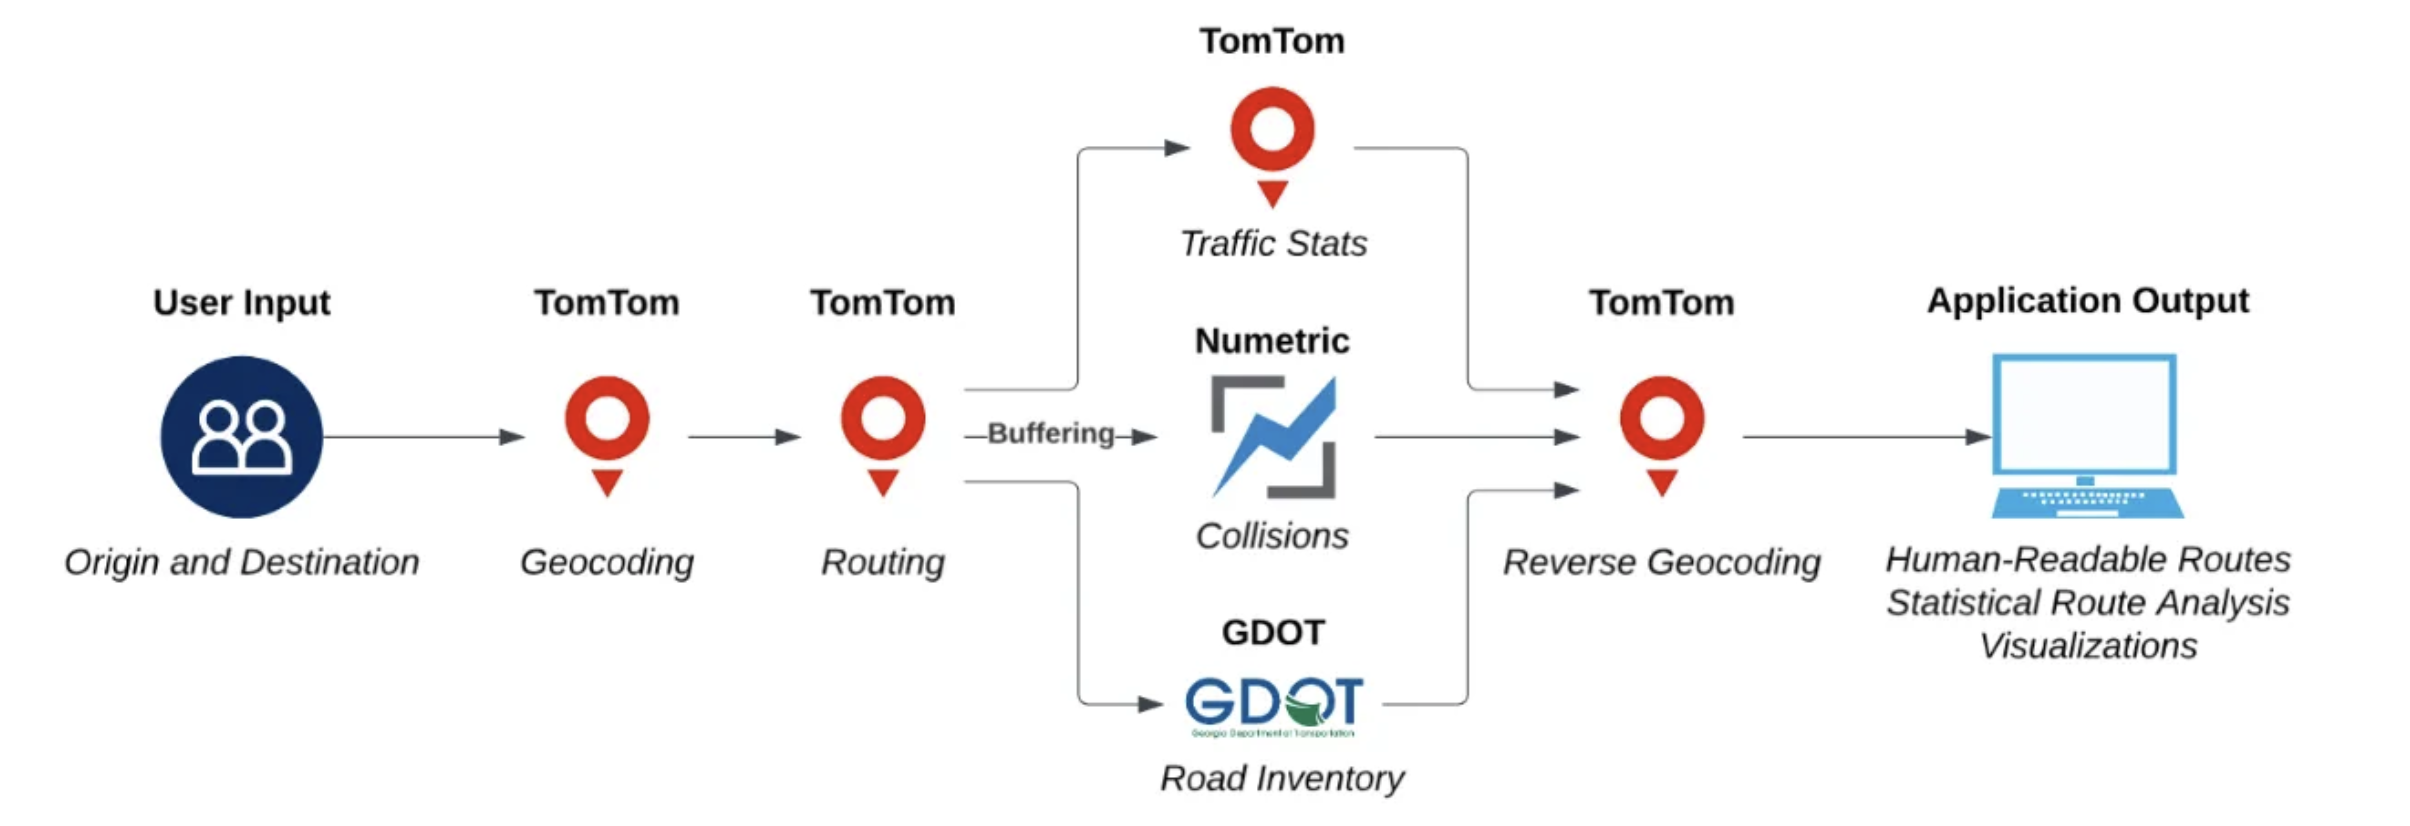 TomTom
Traffic Stats
User Input
Origin and Destination
TomTom
Geocoding
TomTom
Routing
Buffering
Numetric
Collisions
GDOT
GDOT
Georgia Department of Transportation
Road Inventory
TomTom
Reverse Geocoding
Application Output
Human-Readable Routes
Statistical Route Analysis
Visualizations